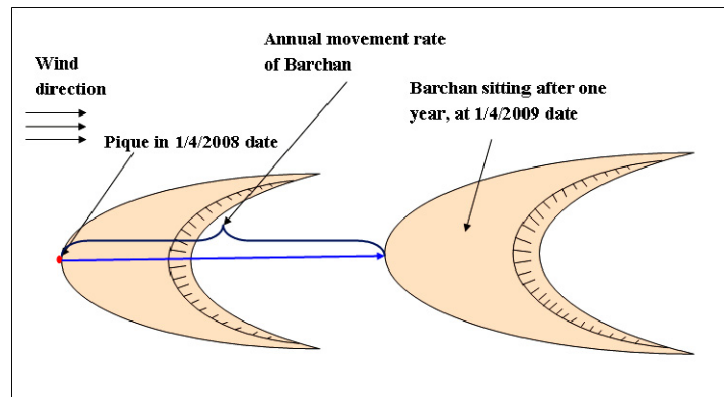 Annual movement rate
of Barchan
Wind
direction
Barchan sitting after one
year, at 1/4/2009 date
Pique in 1/4/2008 date